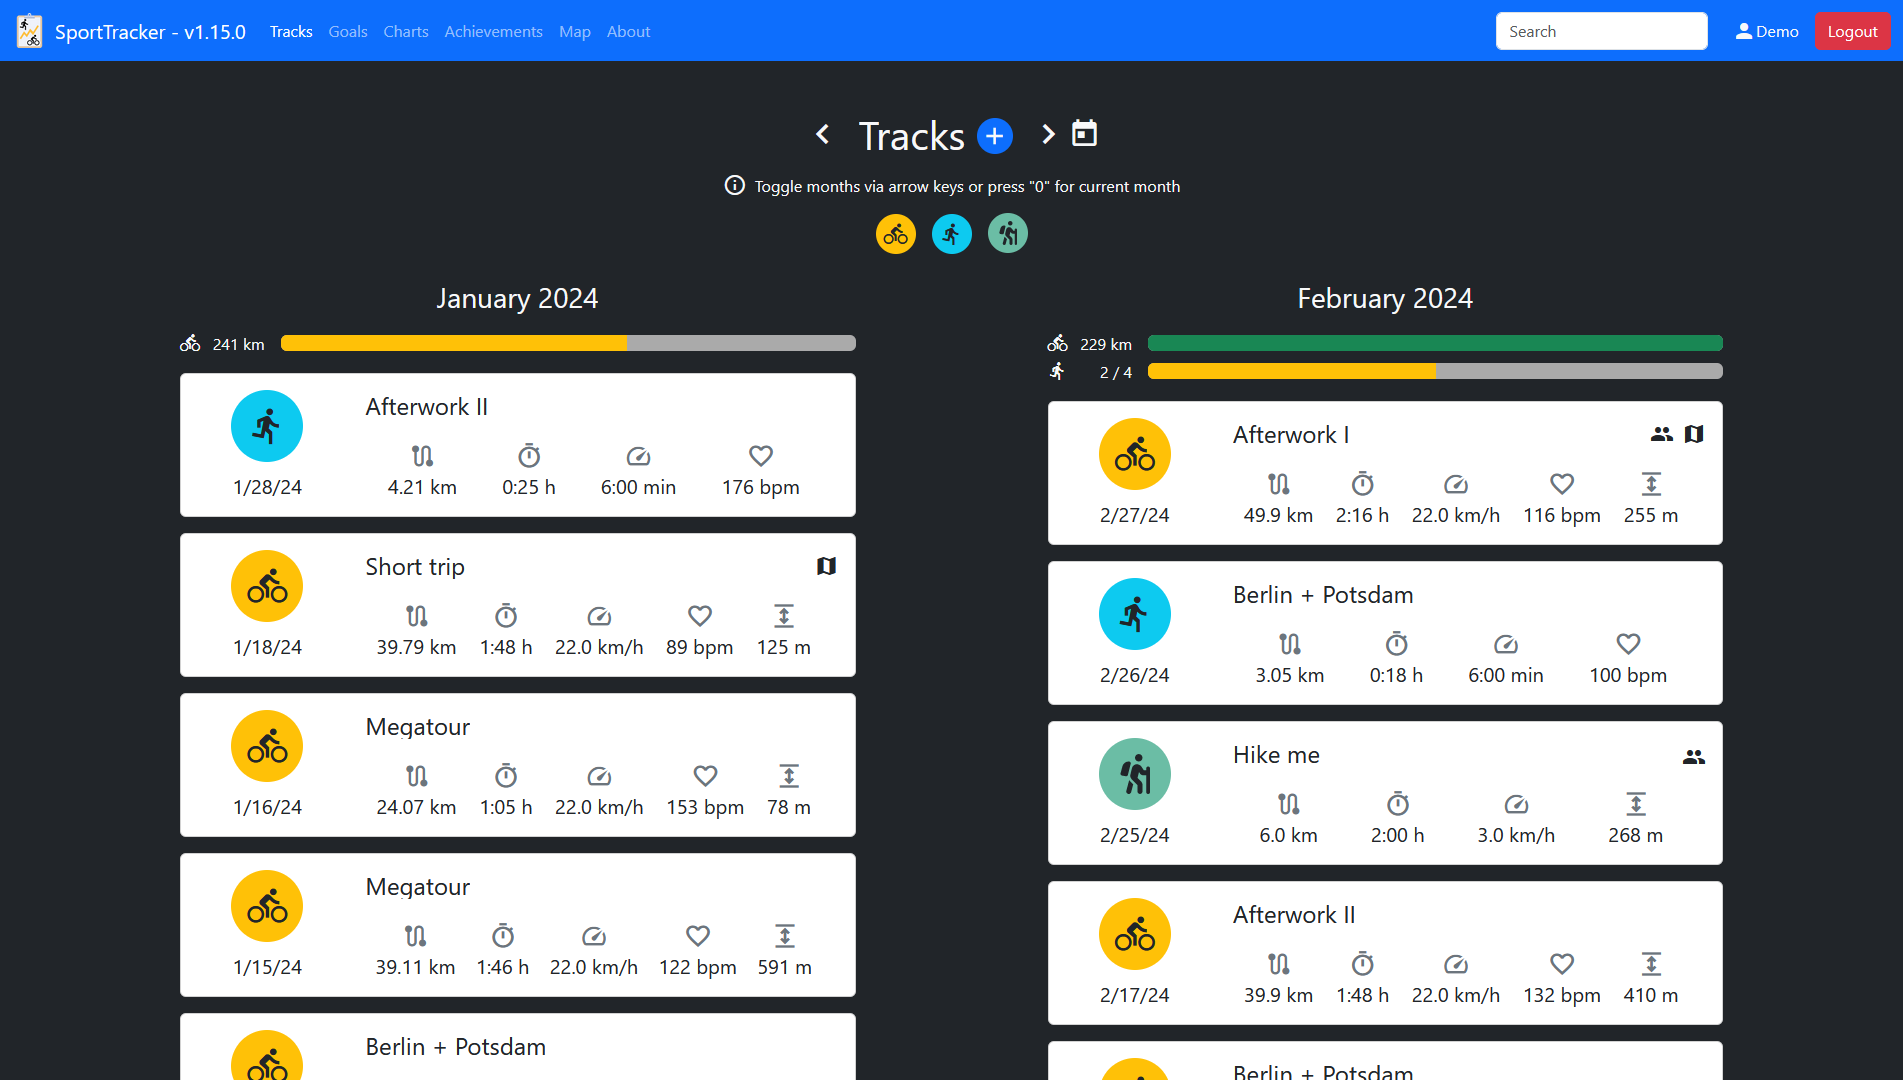 SportTracker - v1.15.0 Tracks Goals Charts Achievements Map About Search Demo Logout
Tracks
Toggle months via arrow keys or press "0" for current month
January 2024
241 km
Afterwork II
1/28/24 4.21 km 0:25 h 6:00 min 176 bpm
Short trip
1/18/24 39.79 km 1:48 h 22.0 km/h 89 bpm 125 m
Megatour
1/16/24 24.07 km 1:05 h 22.0 km/h 153 bpm 78 m
Megatour
1/15/24 39.11 km 1:46 h 22.0 km/h 122 bpm 591 m
Berlin + Potsdam
February 2024
229 km
2 / 4
Afterwork I
2/27/24 49.9 km 2:16 h 22.0 km/h 116 bpm 255 m
Berlin + Potsdam
2/26/24 3.05 km 0:18 h 6:00 min 100 bpm
Hike me
2/25/24 6.0 km 2:00 h 3.0 km/h 268 m
Afterwork II
2/17/24 39.9 km 1:48 h 22.0 km/h 132 bpm 410 m
Berlin + Potsdam